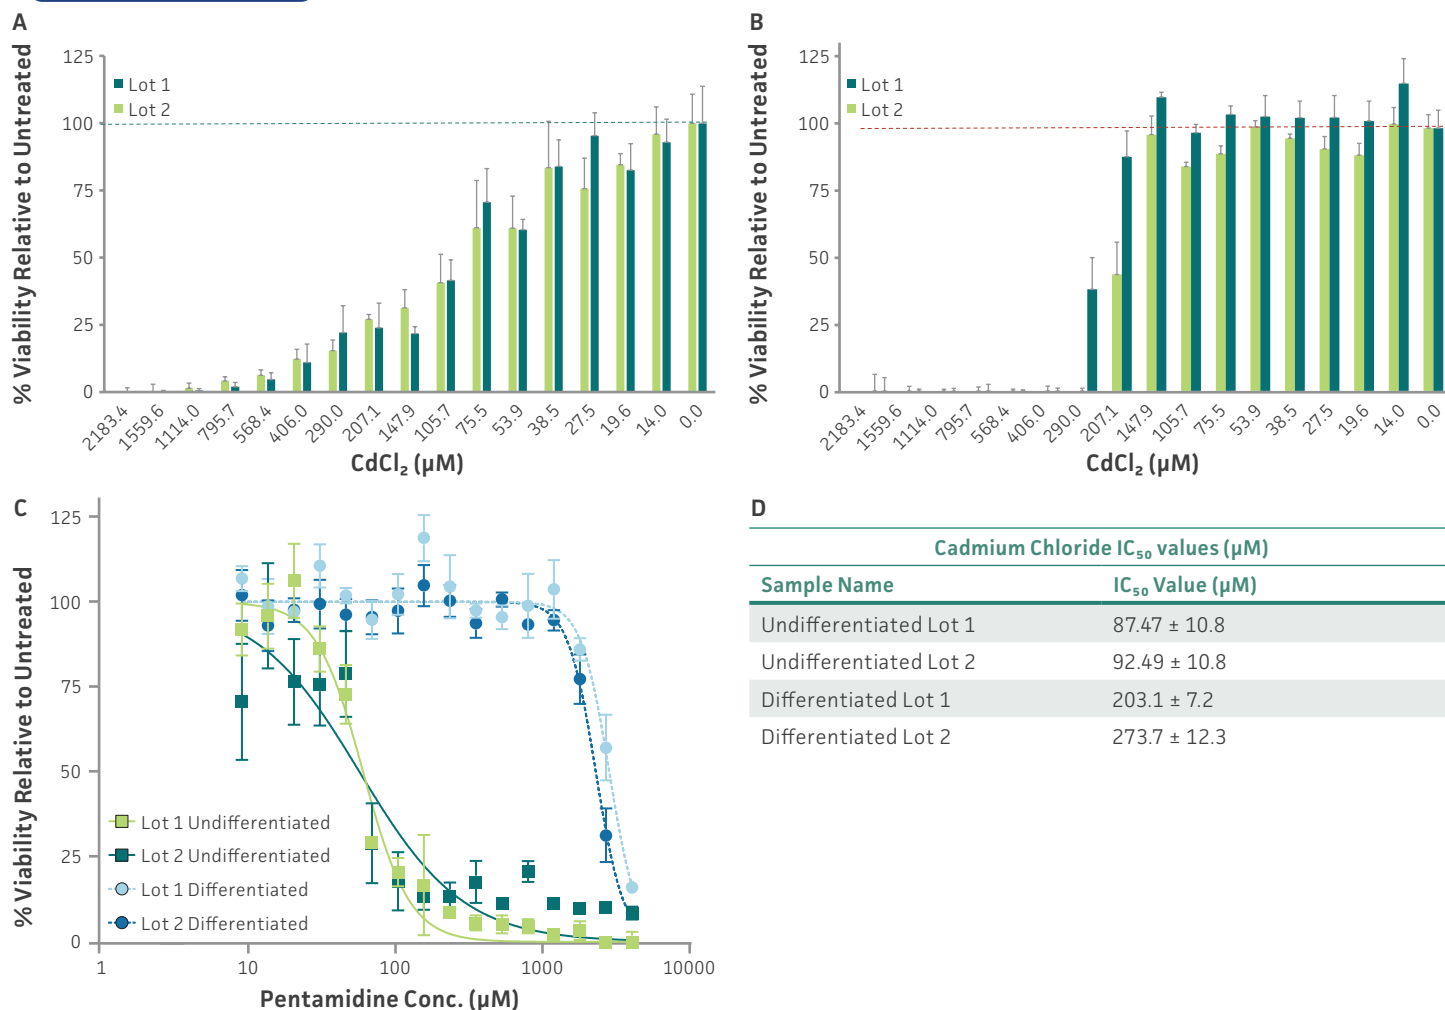 A
% Viability Relative to Untreated
125
100
75
50
25
0
Lot 1
Lot 2
2183.4
1559.6
1114.0
795.7
568.4
406.0
290.0
207.1
147.9
105.7
75.5
53.9
38.5
27.5
19.6
14.0
0.0
CdCl₂ (µM)
B
% Viability Relative to Untreated
125
100
75
50
25
0
Lot 1
Lot 2
2183.4
1559.6
1114.0
795.7
568.4
406.0
290.0
207.1
147.9
105.7
75.5
53.9
38.5
27.5
19.6
14.0
0.0
CdCl₂ (µM)
C
% Viability Relative to Untreated
125
100
75
50
25
0
Lot 1 Undifferentiated
Lot 2 Undifferentiated
Lot 1 Differentiated
Lot 2 Differentiated
1 10 100 1000 10000
Pentamidine Conc. (µM)
D
Cadmium Chloride IC₅₀ values (µM)
Sample Name IC₅₀ Value (µM)
Undifferentiated Lot 1 87.47 ± 10.8
Undifferentiated Lot 2 92.49 ± 10.8
Differentiated Lot 1 203.1 ± 7.2
Differentiated Lot 2 273.7 ± 12.3